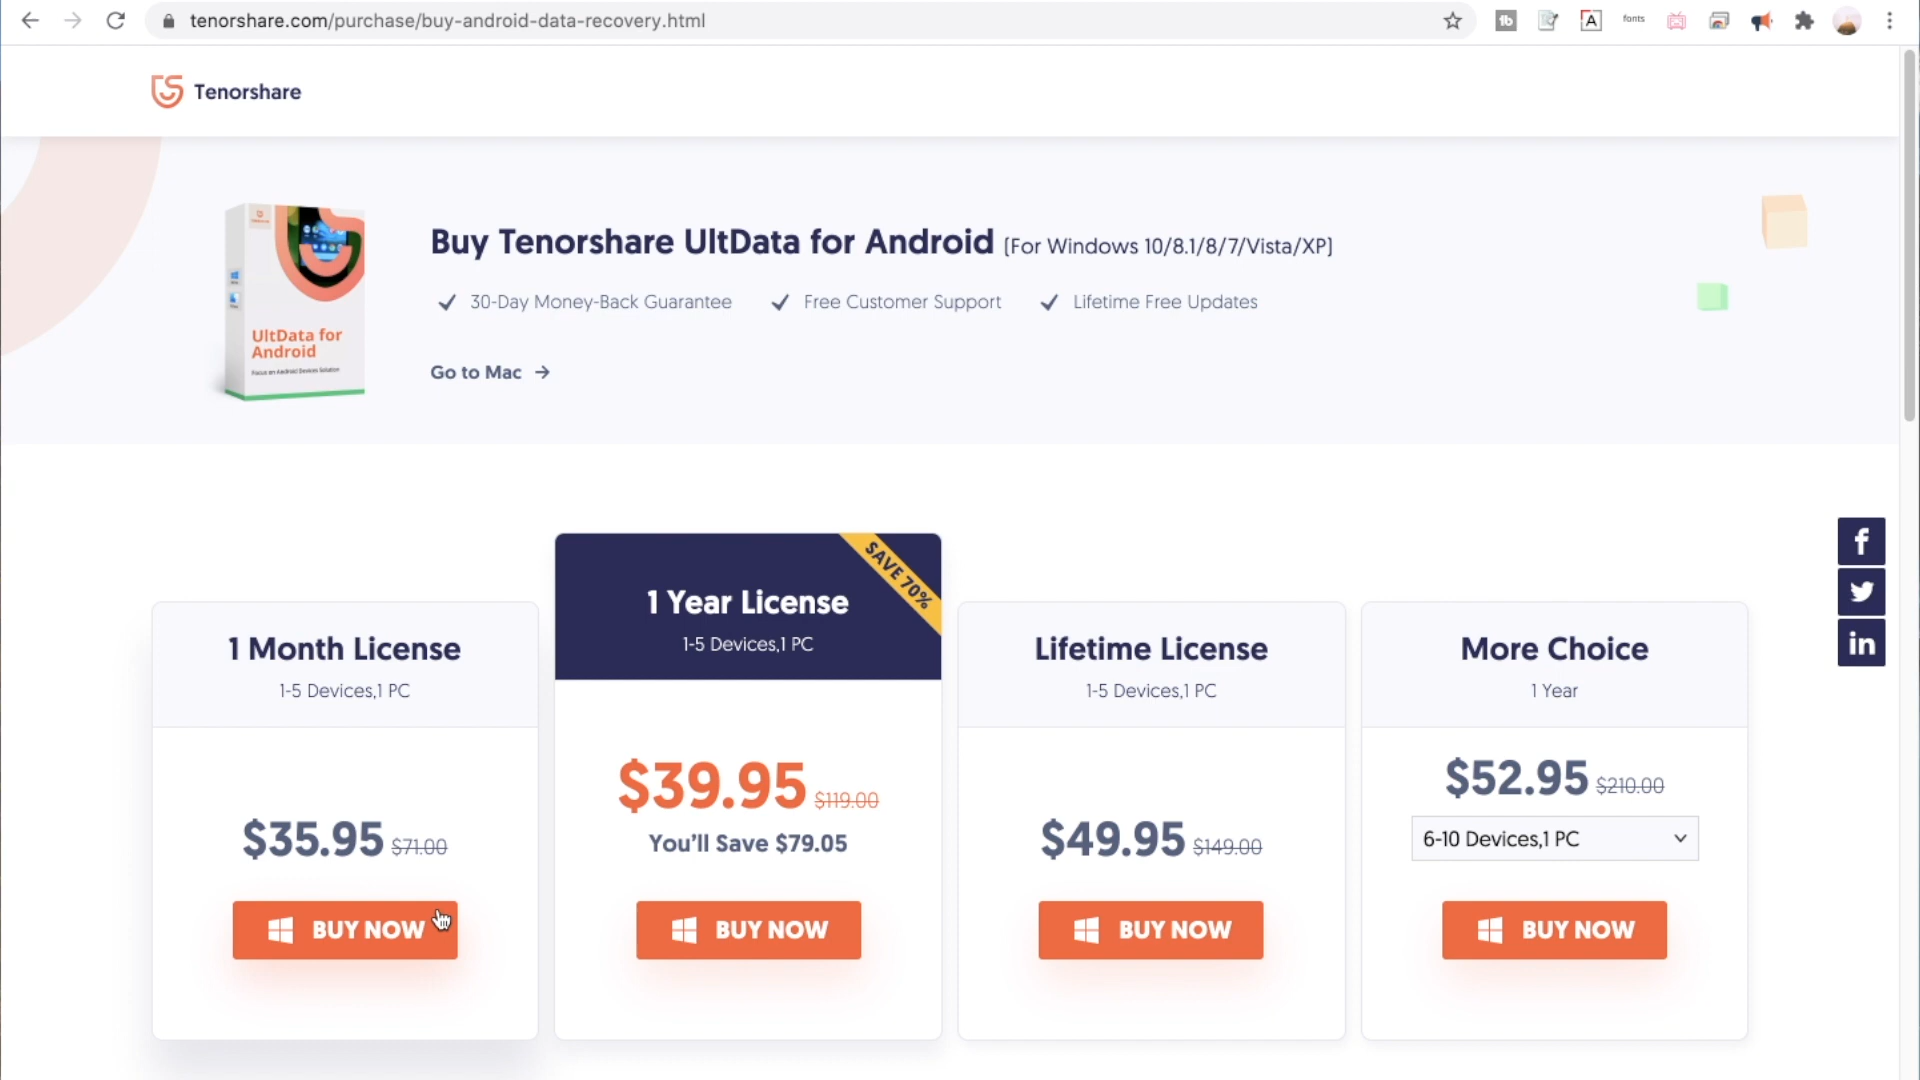 tenorshare.com/purchase/buy-android-data-recovery.html
fonts
Tenorshare
UltData for
Android
Buy Tenorshare UltData for Android (For Windows 10/8.1/8/7/Vista/XP)
30-Day Money-Back Guarantee Free Customer Support Lifetime Free Updates
Go to Mac →
1 Month License
1-5 Devices,1 PC
$35.95 $71.00
BUY NOW
SAVE 70%
1 Year License
1-5 Devices,1 PC
$39.95 $119.00
You'll Save $79.05
BUY NOW
Lifetime License
1-5 Devices,1 PC
$49.95 $149.00
BUY NOW
More Choice
1 Year
$52.95 $210.00
6-10 Devices,1 PC
BUY NOW